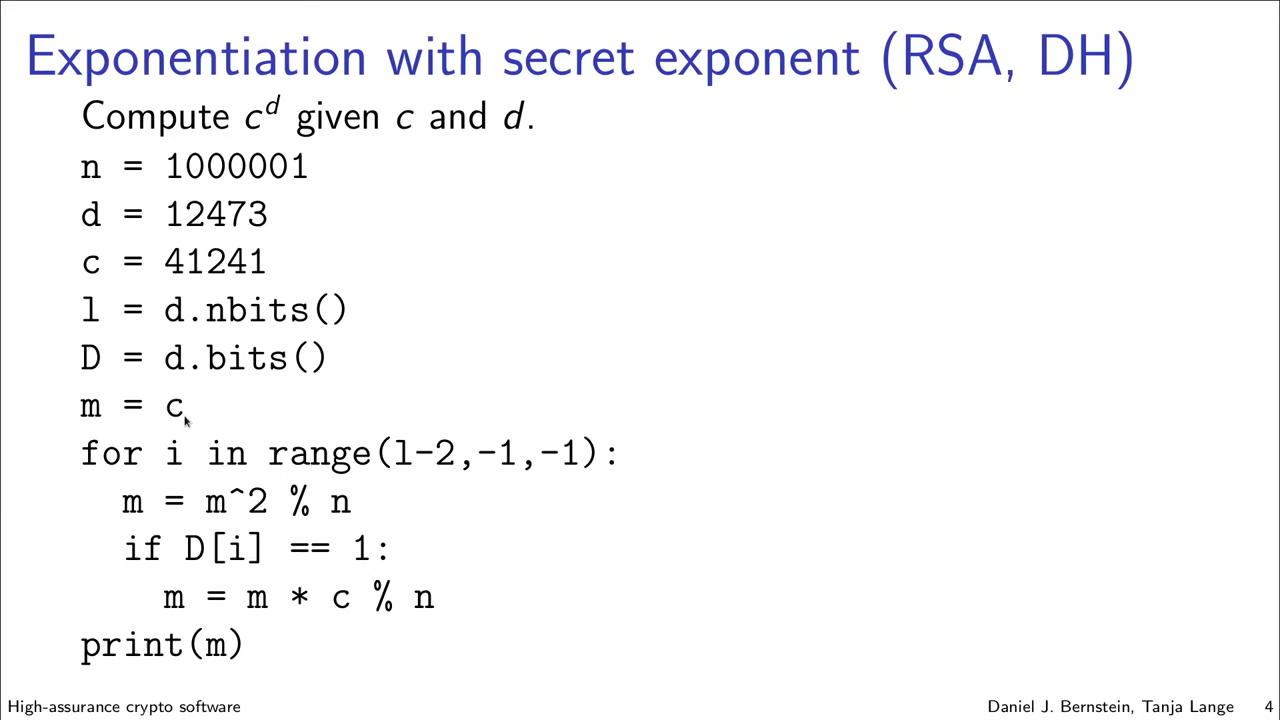 Exponentiation with secret exponent (RSA, DH)
Compute c^d given c and d.
n = 1000001
d = 12473
c = 41241
l = d.nbits()
D = d.bits()
m = c
for i in range(l-2,-1,-1):
  m = m^2 % n
  if D[i] == 1:
    m = m * c % n
print(m)
High-assurance crypto software
Daniel J. Bernstein, Tanja Lange 4